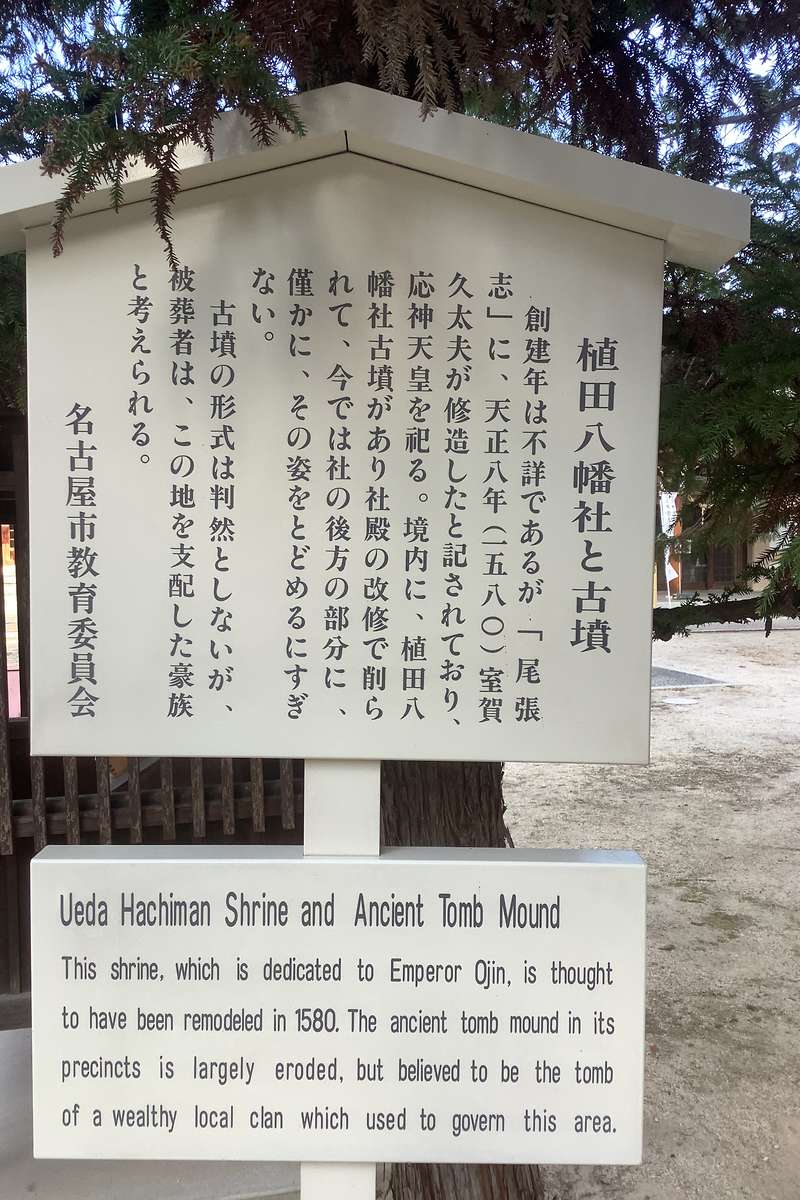 植田八幡社と古墳
創建年は不詳であるが「尾張
志」に、天正八年(一五八〇)室賀
久太夫が修造したと記されており、
応神天皇を祀る。境内に、植田八
幡社古墳があり社殿の改修で削ら
れて、今では社の後方の部分に、
僅かに、その姿をとどめるにすぎ
ない。
古墳の形式は判然としないが、
被葬者は、この地を支配した豪族
と考えられる。
名古屋市教育委員会
Ueda Hachiman Shrine and Ancient Tomb Mound
This shrine, which is dedicated to Emperor Ojin, is thought
to have been remodeled in 1580. The ancient tomb mound in its
precincts is largely eroded, but believed to be the tomb
of a wealthy local clan which used to govern this area.